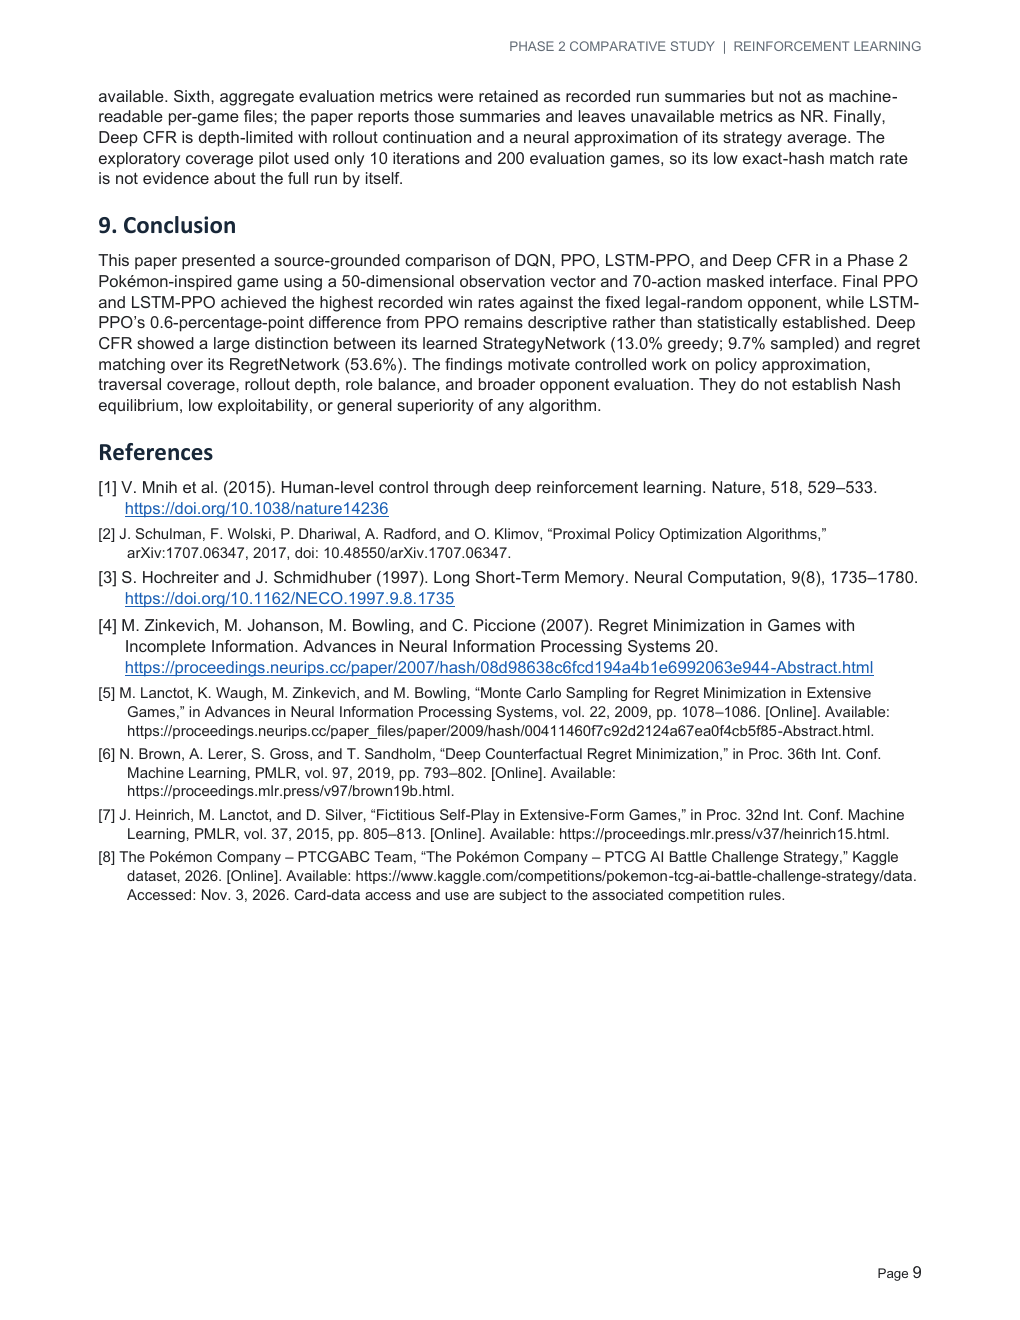 PHASE 2 COMPARATIVE STUDY | REINFORCEMENT LEARNING
available. Sixth, aggregate evaluation metrics were retained as recorded run summaries but not as machine-
readable per-game files; the paper reports those summaries and leaves unavailable metrics as NR. Finally,
Deep CFR is depth-limited with rollout continuation and a neural approximation of its strategy average. The
exploratory coverage pilot used only 10 iterations and 200 evaluation games, so its low exact-hash match rate
is not evidence about the full run by itself.
9. Conclusion
This paper presented a source-grounded comparison of DQN, PPO, LSTM-PPO, and Deep CFR in a Phase 2
Pokémon-inspired game using a 50-dimensional observation vector and 70-action masked interface. Final PPO
and LSTM-PPO achieved the highest recorded win rates against the fixed legal-random opponent, while LSTM-
PPO’s 0.6-percentage-point difference from PPO remains descriptive rather than statistically established. Deep
CFR showed a large distinction between its learned StrategyNetwork (13.0% greedy; 9.7% sampled) and regret
matching over its RegretNetwork (53.6%). The findings motivate controlled work on policy approximation,
traversal coverage, rollout depth, role balance, and broader opponent evaluation. They do not establish Nash
equilibrium, low exploitability, or general superiority of any algorithm.
References
[1] V. Mnih et al. (2015). Human-level control through deep reinforcement learning. Nature, 518, 529–533.
https://doi.org/10.1038/nature14236
[2] J. Schulman, F. Wolski, P. Dhariwal, A. Radford, and O. Klimov, “Proximal Policy Optimization Algorithms,”
arXiv:1707.06347, 2017, doi: 10.48550/arXiv.1707.06347.
[3] S. Hochreiter and J. Schmidhuber (1997). Long Short-Term Memory. Neural Computation, 9(8), 1735–1780.
https://doi.org/10.1162/NECO.1997.9.8.1735
[4] M. Zinkevich, M. Johanson, M. Bowling, and C. Piccione (2007). Regret Minimization in Games with
Incomplete Information. Advances in Neural Information Processing Systems 20.
https://proceedings.neurips.cc/paper/2007/hash/08d98638c6fcd194a4b1e6992063e944-Abstract.html
[5] M. Lanctot, K. Waugh, M. Zinkevich, and M. Bowling, “Monte Carlo Sampling for Regret Minimization in Extensive
Games,” in Advances in Neural Information Processing Systems, vol. 22, 2009, pp. 1078–1086. [Online]. Available:
https://proceedings.neurips.cc/paper_files/paper/2009/hash/00411460f7c92d2124a67ea0f4cb5f85-Abstract.html.
[6] N. Brown, A. Lerer, S. Gross, and T. Sandholm, “Deep Counterfactual Regret Minimization,” in Proc. 36th Int. Conf.
Machine Learning, PMLR, vol. 97, 2019, pp. 793–802. [Online]. Available:
https://proceedings.mlr.press/v97/brown19b.html.
[7] J. Heinrich, M. Lanctot, and D. Silver, “Fictitious Self-Play in Extensive-Form Games,” in Proc. 32nd Int. Conf. Machine
Learning, PMLR, vol. 37, 2015, pp. 805–813. [Online]. Available: https://proceedings.mlr.press/v37/heinrich15.html.
[8] The Pokémon Company – PTCGABC Team, “The Pokémon Company – PTCG AI Battle Challenge Strategy,” Kaggle
dataset, 2026. [Online]. Available: https://www.kaggle.com/competitions/pokemon-tcg-ai-battle-challenge-strategy/data.
Accessed: Nov. 3, 2026. Card-data access and use are subject to the associated competition rules.
Page 9